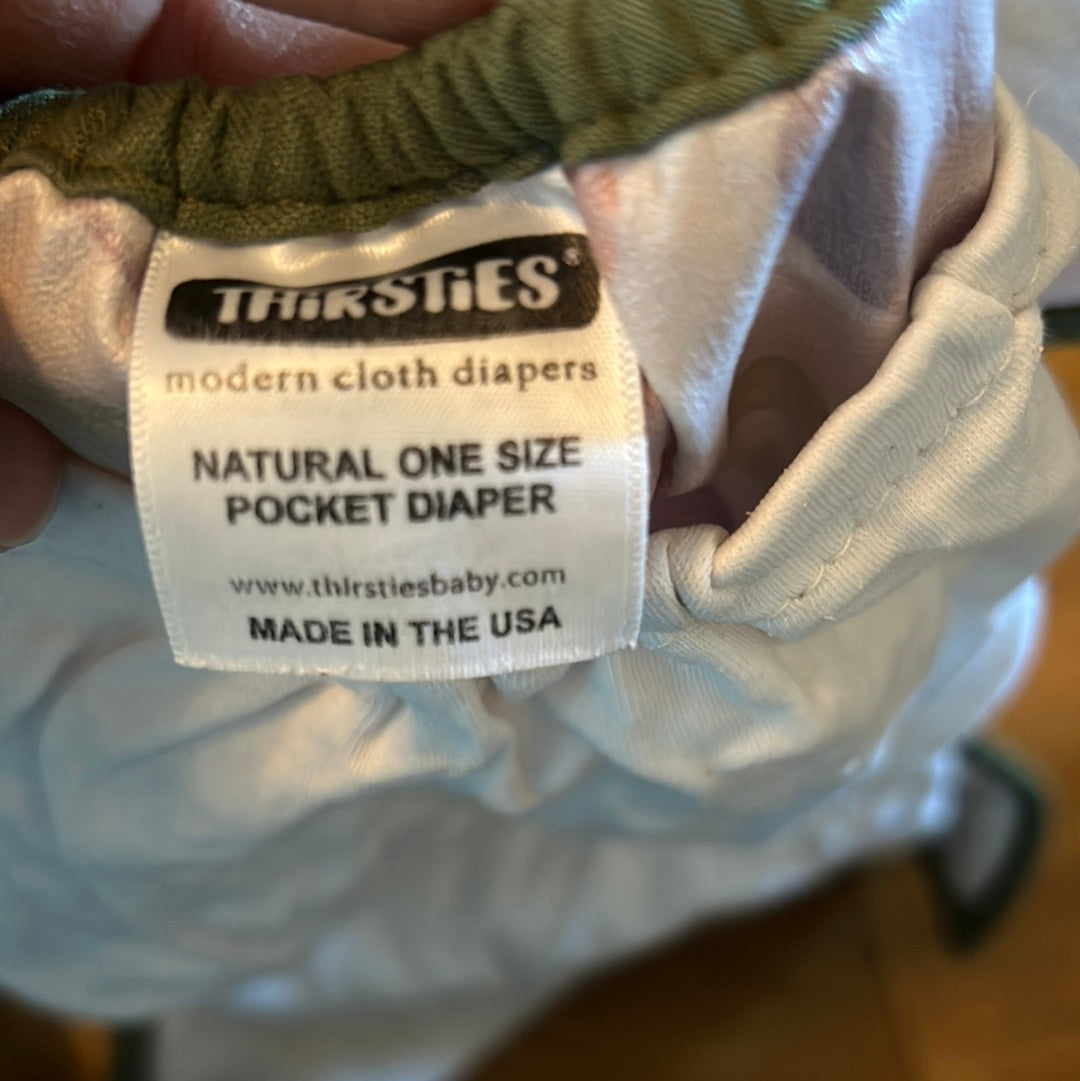 THiRSTiES®
modern cloth diapers
NATURAL ONE SIZE
POCKET DIAPER
www.thirstiesbaby.com
MADE IN THE USA